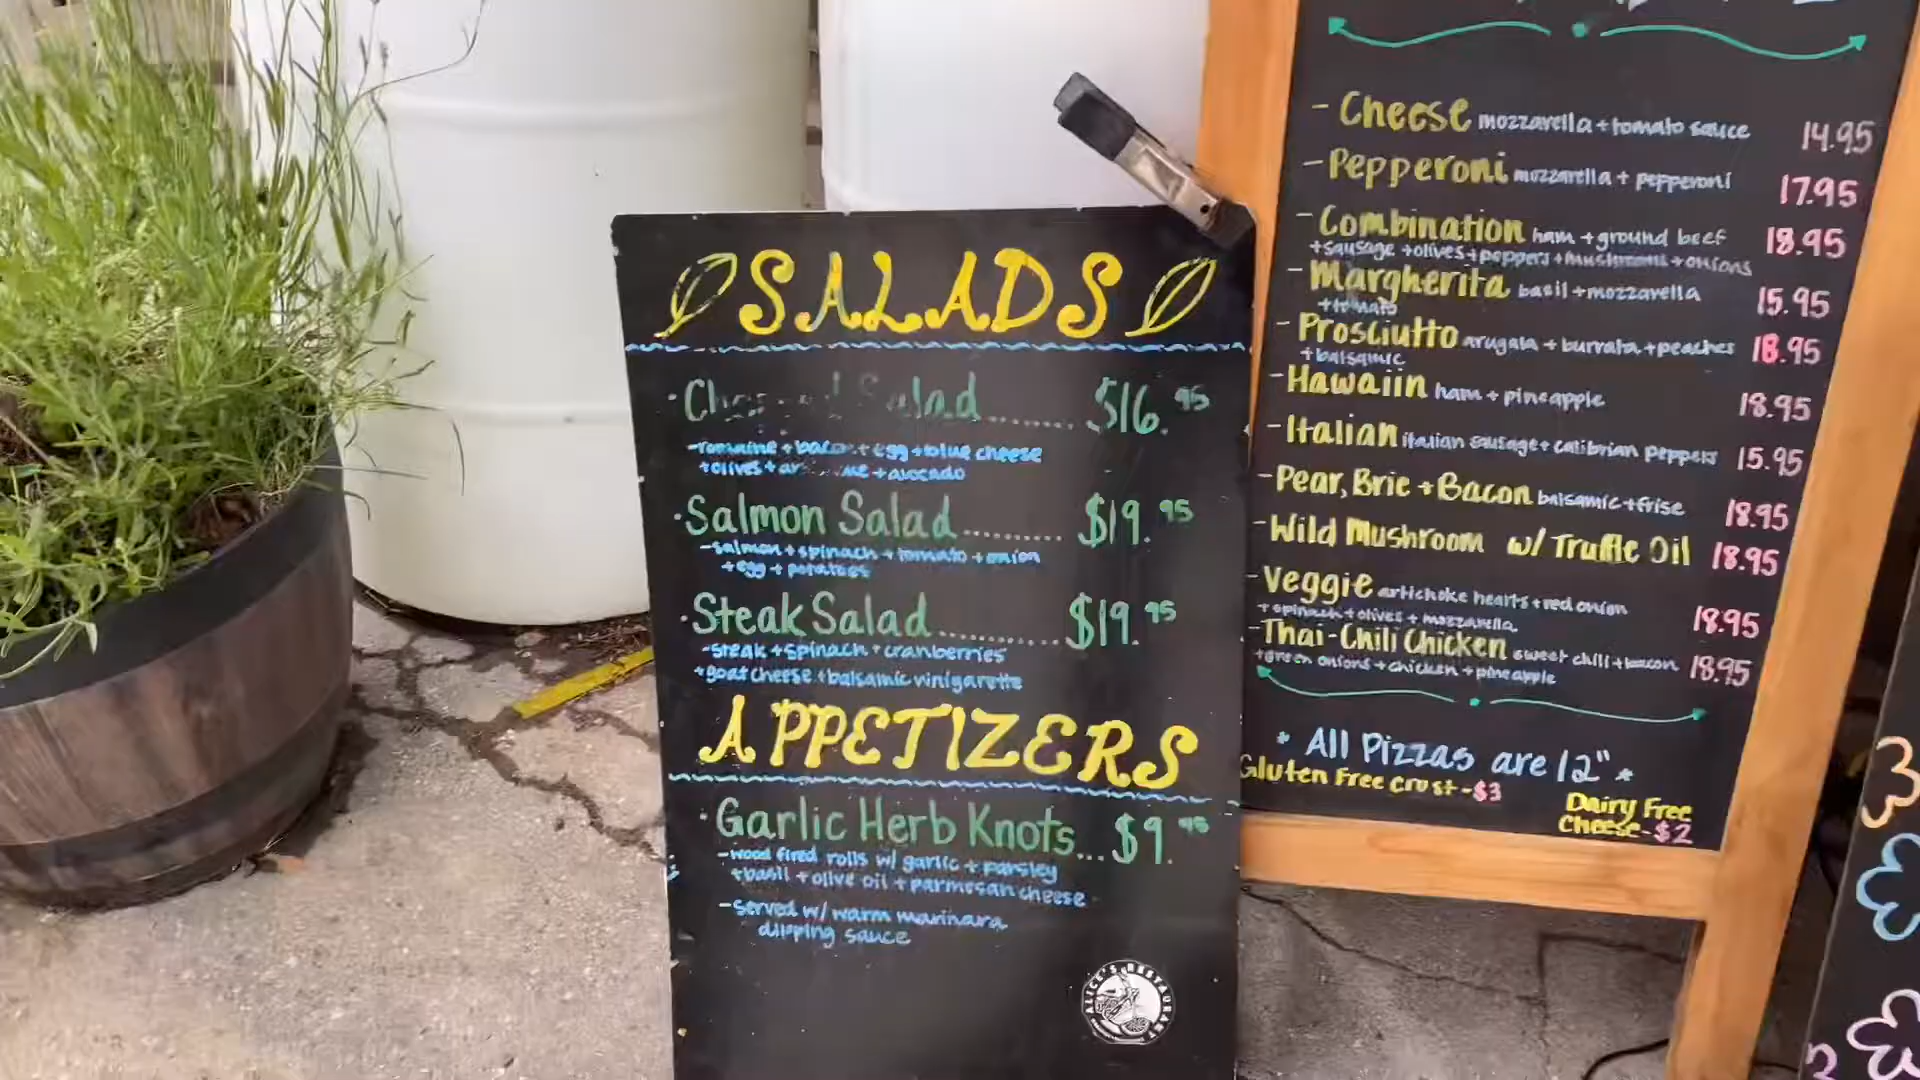 SALADS
Salad ....... $16.95
-romaine + bacon + egg + blue cheese
+olives + + avocado
·Salmon Salad .......... $19.95
-salmon + spinach + tomato + onion
+egg + potatoes
·Steak Salad ............ $19.95
-steak + spinach + cranberries
+goat cheese + balsamic vinigarette
APPETIZERS
·Garlic Herb Knots... $9.95
-wood fired rolls w/ garlic + parsley
+basil + olive oil + parmesan cheese
-served w/ warm marinara
dipping sauce
ALICE'S RESTAURANT
- Cheese mozzarella + tomato sauce 14.95
- Pepperoni mozzarella + pepperoni 17.95
- Combination ham + ground beef 18.95
+sausage + olives + peppers + mushrooms + onions
- Margherita basil + mozzarella 15.95
+tomato
- Prosciutto arugala + burrata + peaches 18.95
+balsamic
- Hawaiin ham + pineapple 18.95
- Italian italian sausage + calibrian peppers 15.95
- Pear, Brie + Bacon balsamic + frise 18.95
- Wild Mushroom w/ Truffle Oil 18.95
- Veggie artichoke hearts + red onion 18.95
+ spinach + olives + mozzarella
- Thai-Chili Chicken sweet chili + bacon 18.95
+green onions + chicken + pineapple
* All Pizzas are 12" *
Gluten Free Crust - $3
Dairy Free
Cheese - $2